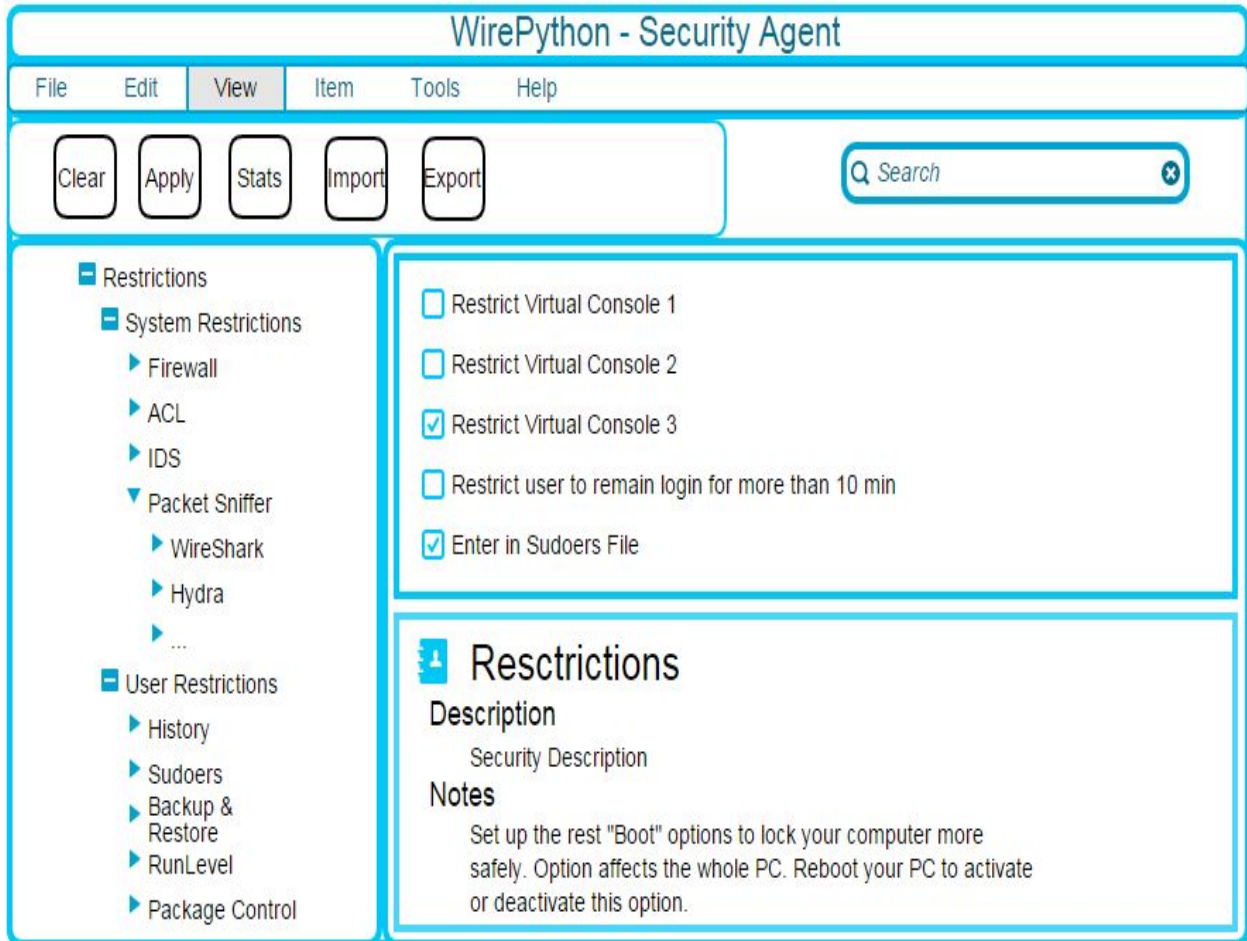 WirePython - Security Agent
File Edit View Item Tools Help
Clear Apply Stats Import Export
Search
Restrictions
System Restrictions
Firewall
ACL
IDS
Packet Sniffer
WireShark
Hydra
...
User Restrictions
History
Sudoers
Backup &
Restore
RunLevel
Package Control
Restrict Virtual Console 1
Restrict Virtual Console 2
Restrict Virtual Console 3
Restrict user to remain login for more than 10 min
Enter in Sudoers File
Resctrictions
Description
Security Description
Notes
Set up the rest "Boot" options to lock your computer more
safely. Option affects the whole PC. Reboot your PC to activate
or deactivate this option.